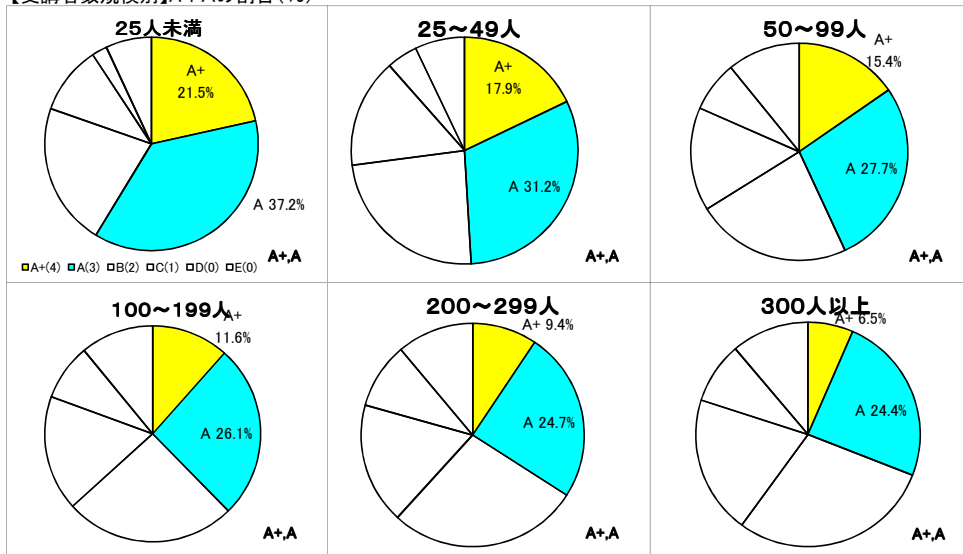 25人未満
A+
21.5%
A 37.2%
A+,A
A+(4) A(3) B(2) C(1) D(0) E(0)
25～49人
A+
17.9%
A 31.2%
A+,A
50～99人
A+
15.4%
A 27.7%
A+,A
100～199人
A+
11.6%
A 26.1%
A+,A
200～299人
A+ 9.4%
A 24.7%
A+,A
300人以上
A+ 6.5%
A 24.4%
A+,A